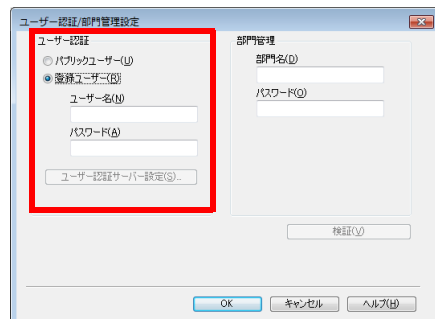 ユーザー認証/部門管理設定
ユーザー認証
パブリックユーザー(U)
登録ユーザー(R)
ユーザー名(N)
パスワード(A)
ユーザー認証サーバー設定(S)...
部門管理
部門名(D)
パスワード(O)
検証(V)
OK
キャンセル
ヘルプ(H)